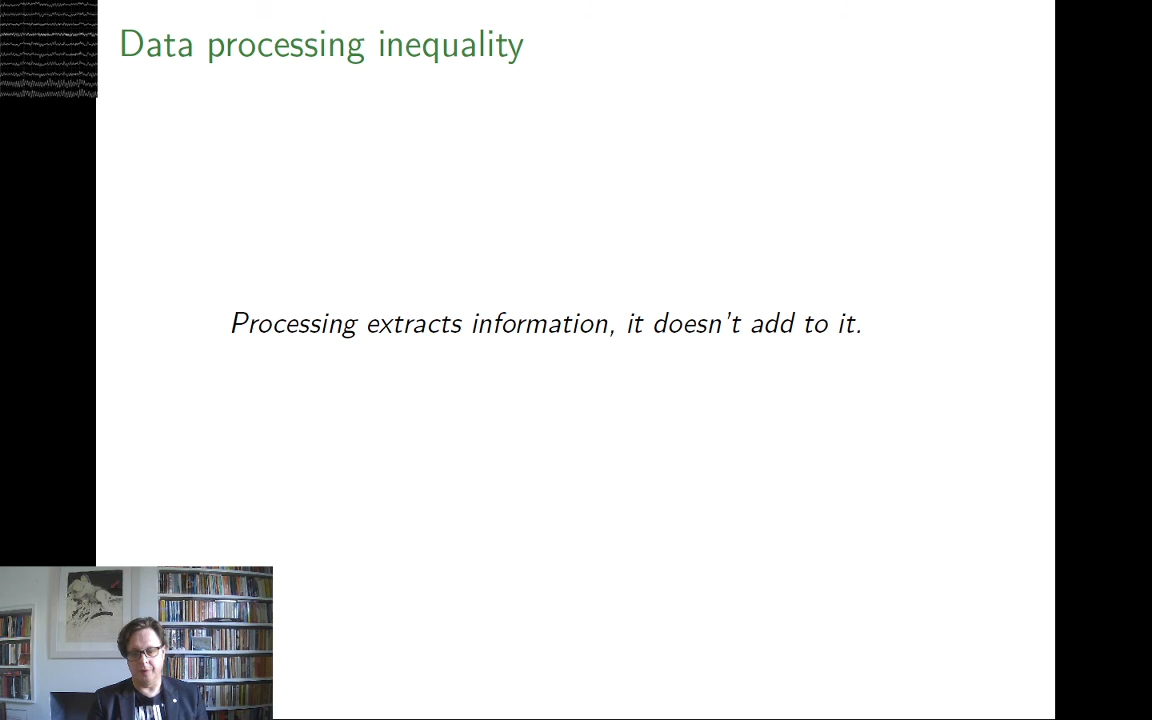 Data processing inequality
Processing extracts information, it doesn't add to it.